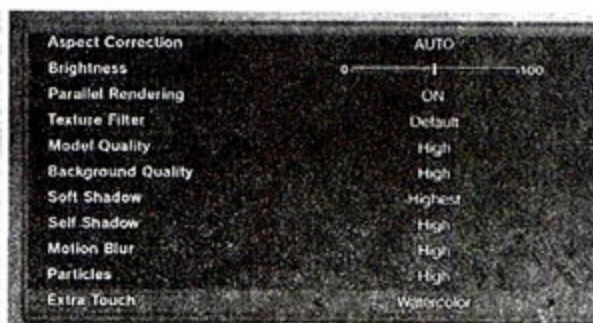 Aspect Correction AUTO
Brightness 0 100
Parallel Rendering ON
Texture Filter Default
Model Quality High
Background Quality High
Soft Shadow Highest
Self Shadow High
Motion Blur High
Particles High
Extra Touch Watercolor